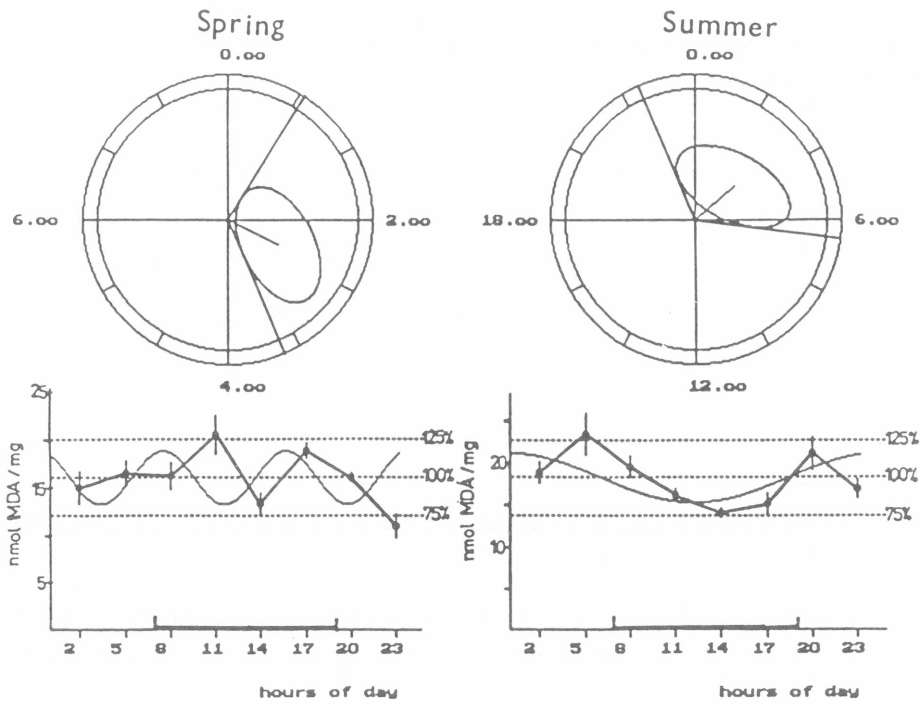 Spring
Summer
0.00
0.00
6.00
2.00
18.00
6.00
4.00
12.00
25
15
5
nmol MDA/mg
125%
100%
75%
20
10
nmol MDA/mg
125%
100%
75%
2 5 8 11 14 17 20 23
2 5 8 11 14 17 20 23
hours of day
hours of day